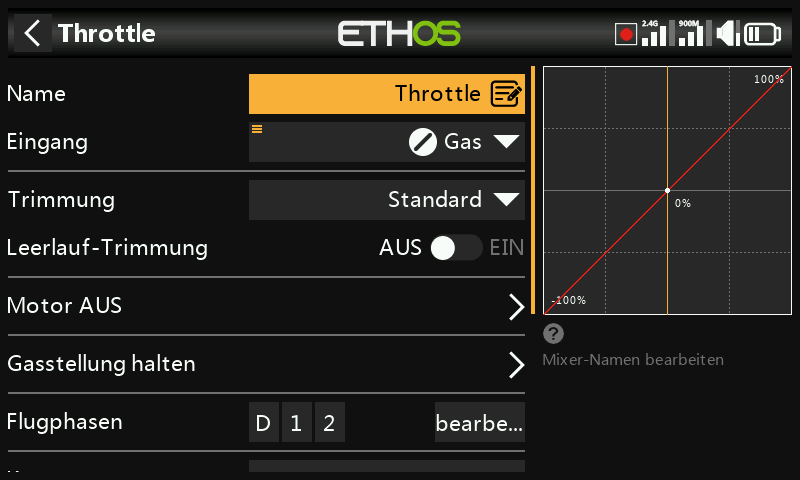 Throttle
ETHOS
2.4G
900M
Name
Throttle
Eingang
Gas
Trimmung
Standard
Leerlauf-Trimmung
AUS EIN
Motor AUS
Gasstellung halten
Flugphasen
D 1 2 bearbe...
100%
0%
-100%
?
Mixer-Namen bearbeiten